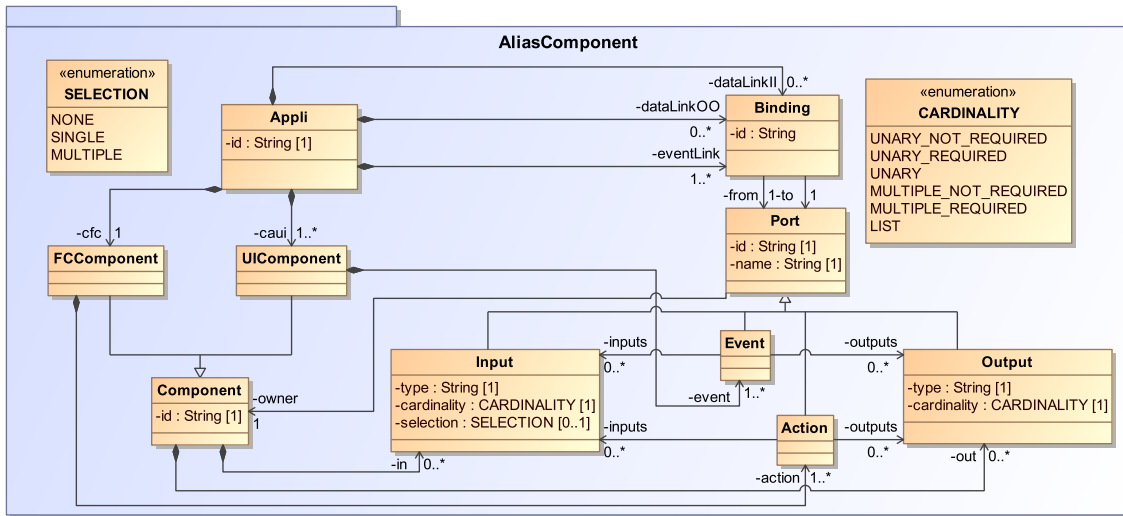 AliasComponent
«enumeration»
SELECTION
NONE
SINGLE
MULTIPLE
Appli
-id : String [1]
-dataLinkII
0..*
-dataLinkOO
0..*
-eventLink
1..*
Binding
-id : String
«enumeration»
CARDINALITY
UNARY_NOT_REQUIRED
UNARY_REQUIRED
UNARY
MULTIPLE_NOT_REQUIRED
MULTIPLE_REQUIRED
LIST
-from
1
-to
1
-cfc
1
-caui
1..*
FCComponent
UIComponent
Port
-id : String [1]
-name : String [1]
Component
-id : String [1]
-owner
1
Input
-type : String [1]
-cardinality : CARDINALITY [1]
-selection : SELECTION [0..1]
-inputs
0..*
Event
-outputs
0..*
Output
-type : String [1]
-cardinality : CARDINALITY [1]
-event
1..*
-inputs
0..*
Action
-outputs
0..*
-in
0..*
-out
0..*
-action
1..*